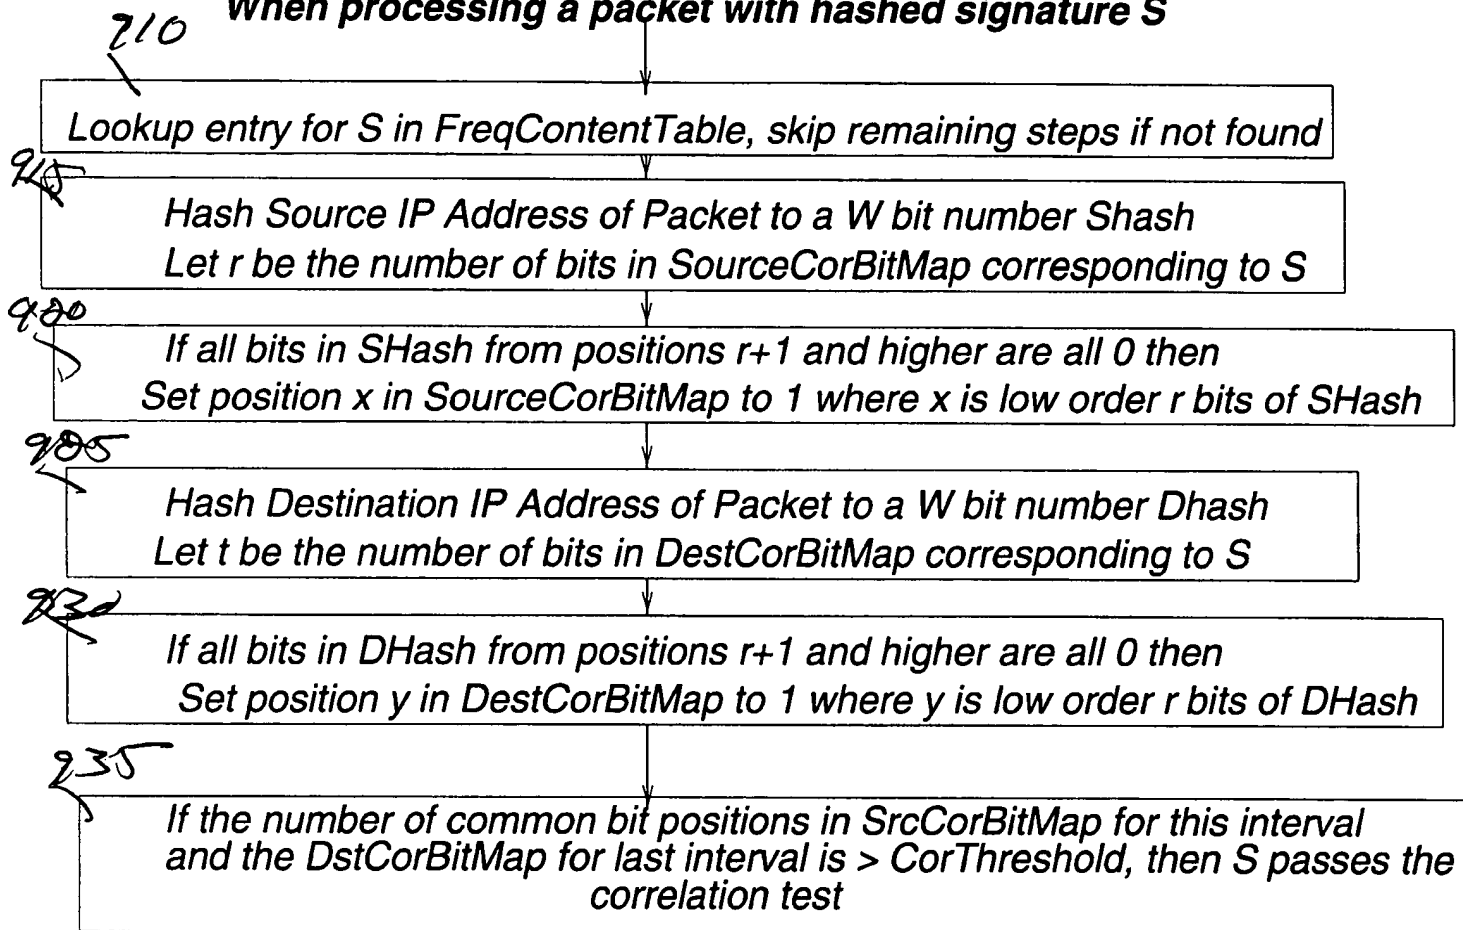 When processing a packet with hashed signature S
910
Lookup entry for S in FreqContentTable, skip remaining steps if not found
915
Hash Source IP Address of Packet to a W bit number Shash
Let r be the number of bits in SourceCorBitMap corresponding to S
920
If all bits in SHash from positions r+1 and higher are all 0 then
Set position x in SourceCorBitMap to 1 where x is low order r bits of SHash
925
Hash Destination IP Address of Packet to a W bit number Dhash
Let t be the number of bits in DestCorBitMap corresponding to S
930
If all bits in DHash from positions r+1 and higher are all 0 then
Set position y in DestCorBitMap to 1 where y is low order r bits of DHash
935
If the number of common bit positions in SrcCorBitMap for this interval
and the DstCorBitMap for last interval is > CorThreshold, then S passes the
correlation test